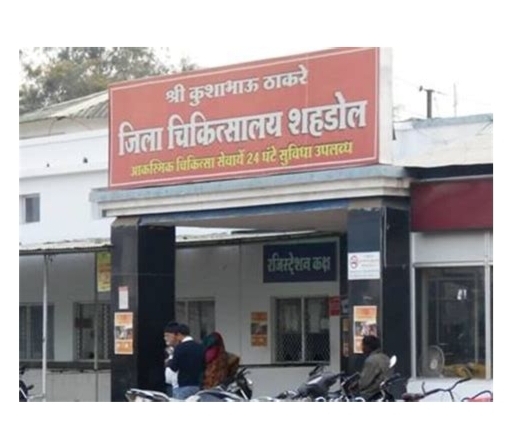 श्री कुशाभाऊ ठाकरे
जिला चिकित्सालय शहडोल
आकस्मिक चिकित्सा सेवायें 24 घंटे सुविधा उपलब्ध
रजिस्ट्रेशन कक्ष